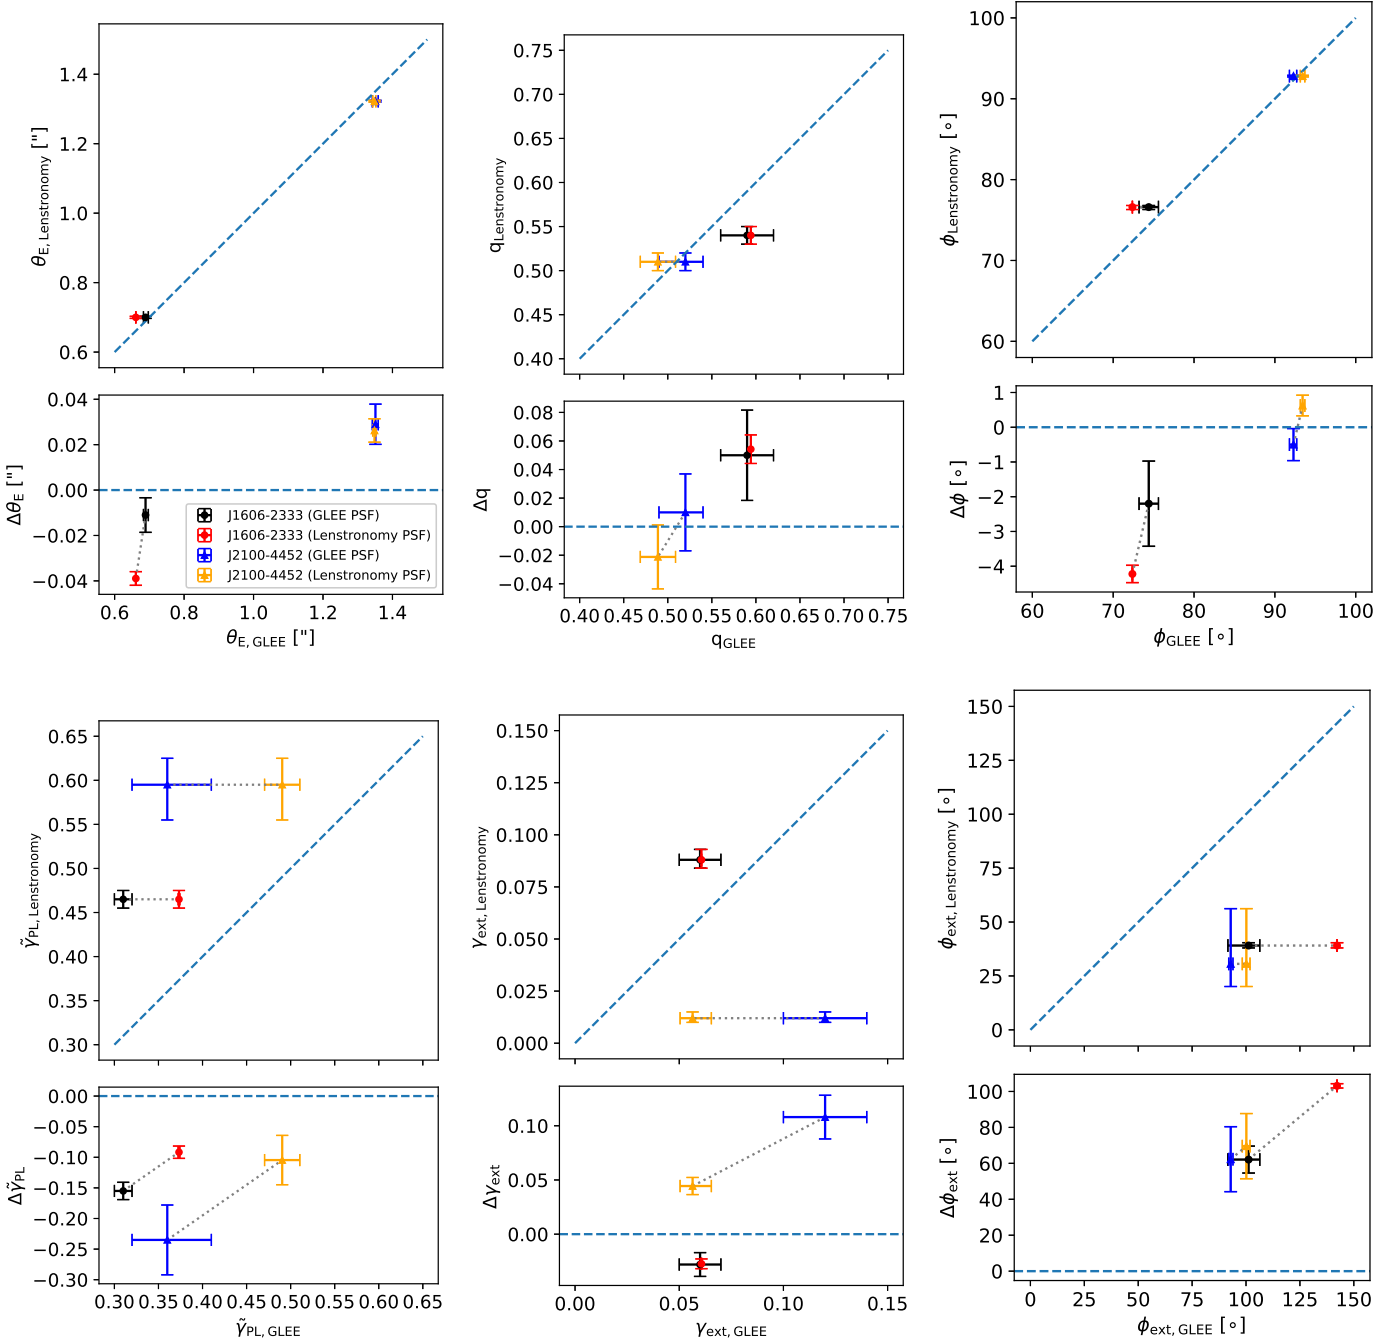 1.4
1.2
1.0
0.8
0.6
θE, Lenstronomy ["]
0.04
0.02
0.00
−0.02
−0.04
ΔθE ["]
J1606-2333 (GLEE PSF)
J1606-2333 (Lenstronomy PSF)
J2100-4452 (GLEE PSF)
J2100-4452 (Lenstronomy PSF)
0.6 0.8 1.0 1.2 1.4
θE, GLEE ["]
0.75
0.70
0.65
0.60
0.55
0.50
0.45
0.40
qLenstronomy
0.08
0.06
0.04
0.02
0.00
−0.02
−0.04
Δq
0.40 0.45 0.50 0.55 0.60 0.65 0.70 0.75
qGLEE
100
90
80
70
60
ϕLenstronomy [∘]
1
0
−1
−2
−3
−4
Δϕ [∘]
60 70 80 90 100
ϕGLEE [∘]
0.65
0.60
0.55
0.50
0.45
0.40
0.35
0.30
γ̃PL, Lenstronomy
0.00
−0.05
−0.10
−0.15
−0.20
−0.25
−0.30
Δγ̃PL
0.30 0.35 0.40 0.45 0.50 0.55 0.60 0.65
γ̃PL, GLEE
0.150
0.125
0.100
0.075
0.050
0.025
0.000
γext, Lenstronomy
0.10
0.05
0.00
Δγext
0.00 0.05 0.10 0.15
γext, GLEE
150
125
100
75
50
25
0
ϕext, Lenstronomy [∘]
100
80
60
40
20
0
Δϕext [∘]
0 25 50 75 100 125 150
ϕext, GLEE [∘]